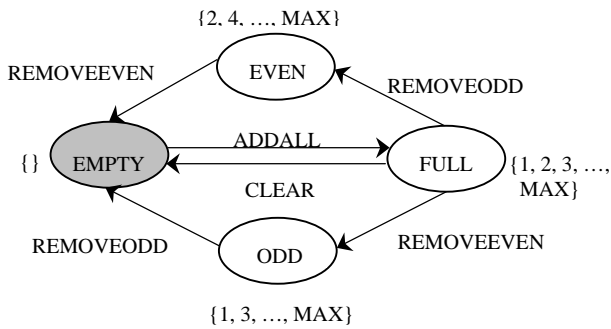 {2, 4, …, MAX}
REMOVEEVEN
EVEN
REMOVEODD
{}
EMPTY
ADDALL
FULL
{1, 2, 3, …,
MAX}
CLEAR
REMOVEODD
ODD
REMOVEEVEN
{1, 3, …, MAX}